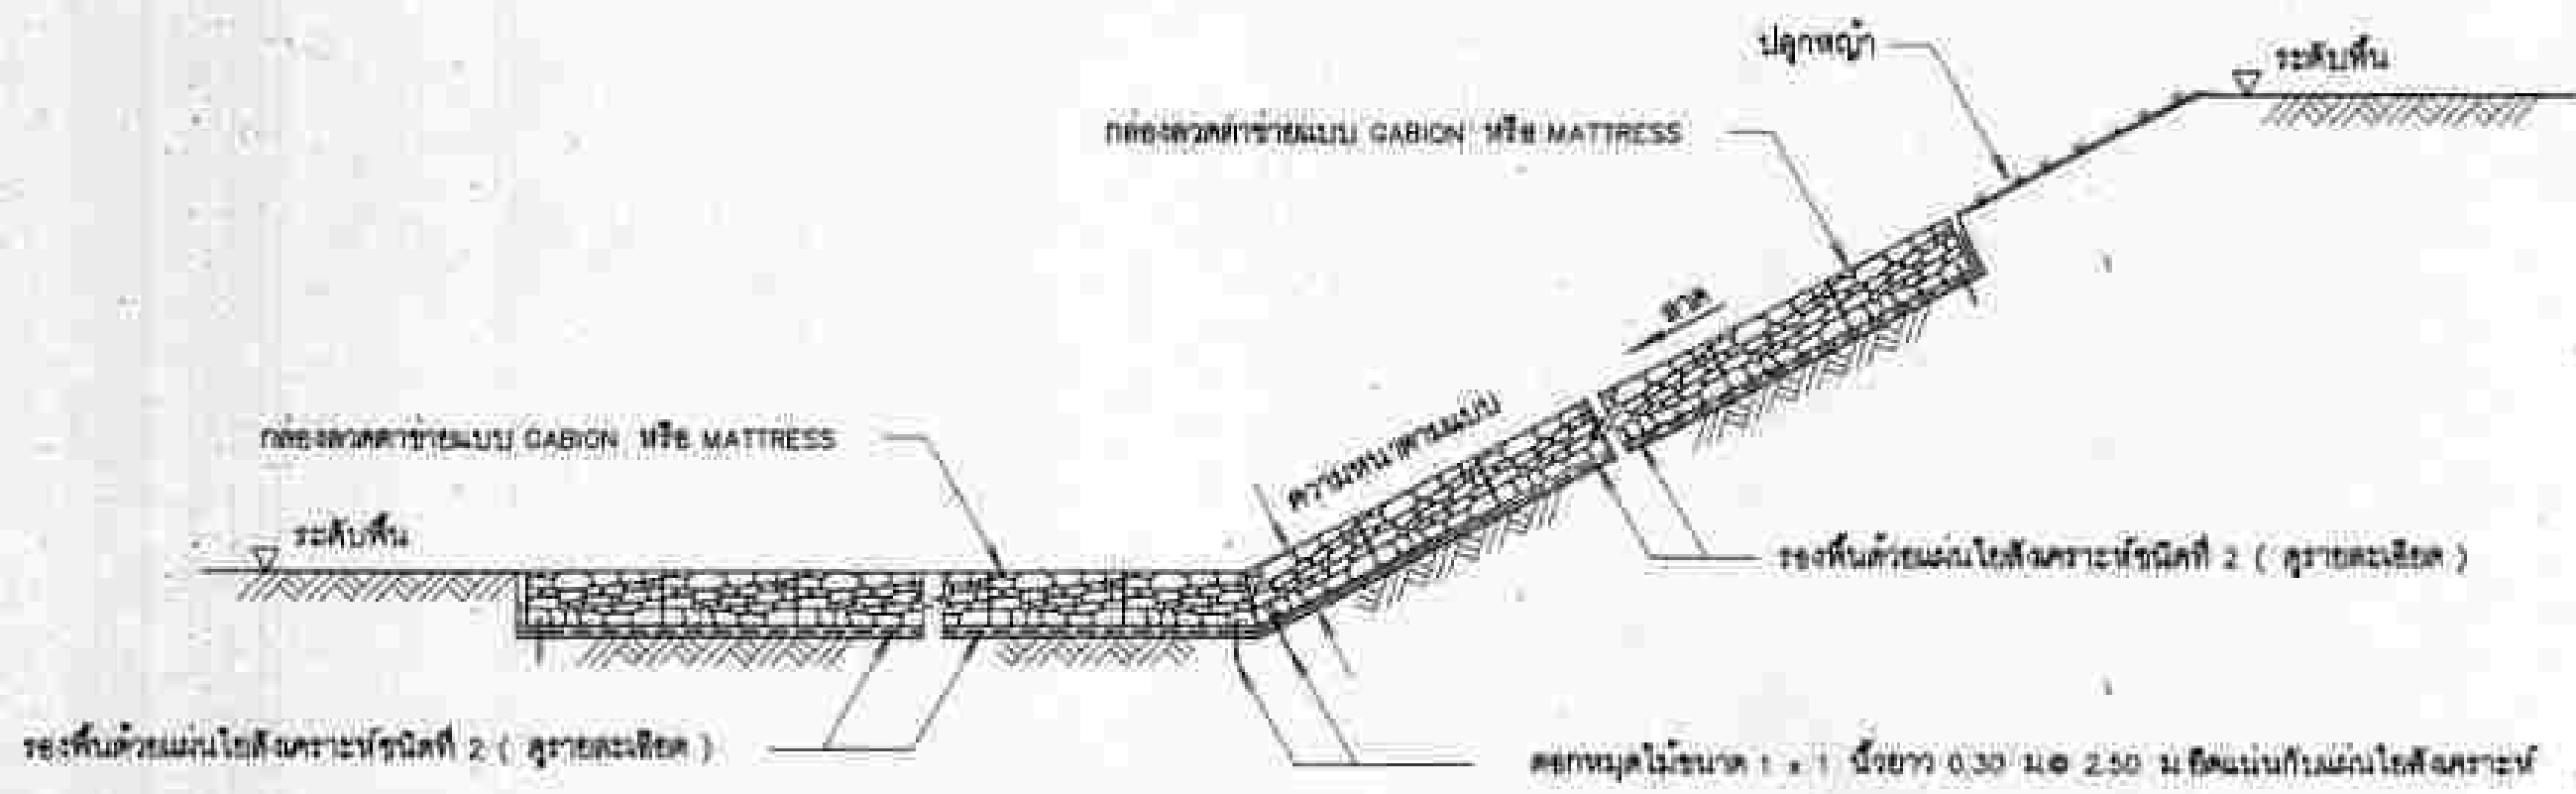 ปลูกหญ้า
ระดับพื้น
กล่องลวดตาข่ายแบบ GABION หรือ MATTRESS
ลาด
ความหนาตามแบบ
กล่องลวดตาข่ายแบบ GABION หรือ MATTRESS
ระดับพื้น
รองพื้นด้วยแผ่นใยสังเคราะห์ชนิดที่ 2 ( ดูรายละเอียด )
รองพื้นด้วยแผ่นใยสังเคราะห์ชนิดที่ 2 ( ดูรายละเอียด )
ตอกหมุดไม้ขนาด 1 x 1 นิ้วยาว 0.30 ม.@ 2.50 ม ยึดแน่นกับแผ่นใยสังเคราะห์